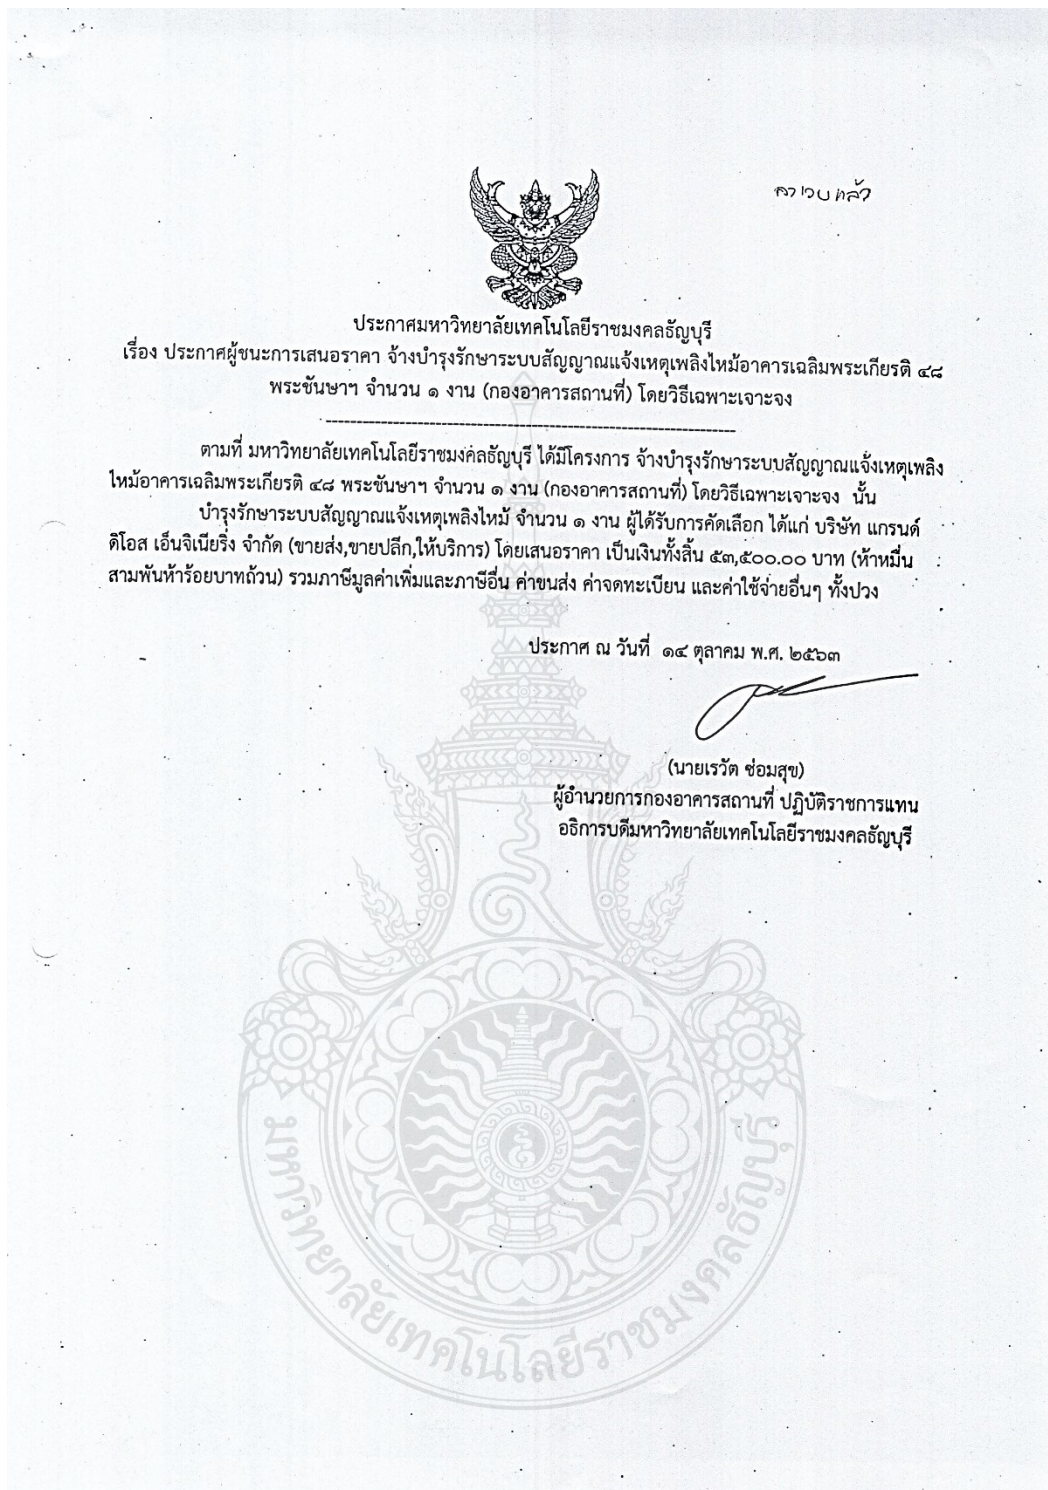 ประกาศมหาวิทยาลัยเทคโนโลยีราชมงคลธัญบุรี
เรื่อง ประกาศผู้ชนะการเสนอราคา จ้างบำรุงรักษาระบบสัญญาณแจ้งเหตุเพลิงไหม้อาคารเฉลิมพระเกียรติ ๔๘
พระชันษาฯ จำนวน ๑ งาน (กองอาคารสถานที่) โดยวิธีเฉพาะเจาะจง
--------------------------------------------------------------------
ตามที่ มหาวิทยาลัยเทคโนโลยีราชมงคลธัญบุรี ได้มีโครงการ จ้างบำรุงรักษาระบบสัญญาณแจ้งเหตุเพลิง
ไหม้อาคารเฉลิมพระเกียรติ ๔๘ พระชันษาฯ จำนวน ๑ งาน (กองอาคารสถานที่) โดยวิธีเฉพาะเจาะจง นั้น
บำรุงรักษาระบบสัญญาณแจ้งเหตุเพลิงไหม้ จำนวน ๑ งาน ผู้ได้รับการคัดเลือก ได้แก่ บริษัท แกรนด์
ดิโอส เอ็นจิเนียริ่ง จำกัด (ขายส่ง,ขายปลีก,ให้บริการ) โดยเสนอราคา เป็นเงินทั้งสิ้น ๕๓,๕๐๐.๐๐ บาท (ห้าหมื่น
สามพันห้าร้อยบาทถ้วน) รวมภาษีมูลค่าเพิ่มและภาษีอื่น ค่าขนส่ง ค่าจดทะเบียน และค่าใช้จ่ายอื่นๆ ทั้งปวง
ประกาศ ณ วันที่ ๑๔ ตุลาคม พ.ศ. ๒๕๖๓
(นายเรวัต ซ่อมสุข)
ผู้อำนวยการกองอาคารสถานที่ ปฏิบัติราชการแทน
อธิการบดีมหาวิทยาลัยเทคโนโลยีราชมงคลธัญบุรี
มหาวิทยาลัยเทคโนโลยีราชมงคลธัญบุรี